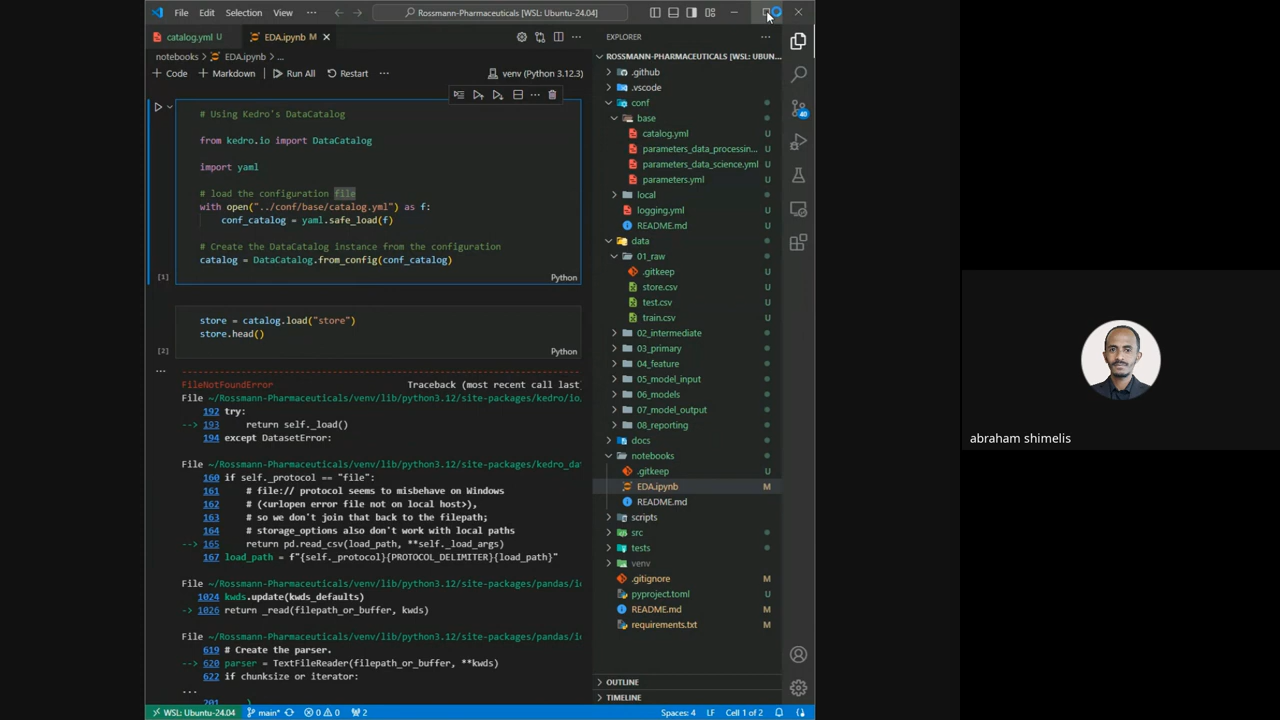 File Edit Selection View ··· Rossmann-Pharmaceuticals [WSL: Ubuntu-24.04]
catalog.yml U EDA.ipynb M
notebooks > EDA.ipynb > ...
+ Code + Markdown Run All Restart ··· venv (Python 3.12.3)
# Using Kedro's DataCatalog
from kedro.io import DataCatalog
import yaml
# load the configuration file
with open("../conf/base/catalog.yml") as f:
conf_catalog = yaml.safe_load(f)
# Create the DataCatalog instance from the configuration
catalog = DataCatalog.from_config(conf_catalog)
[1] Python
store = catalog.load("store")
store.head()
[2] Python
...
FileNotFoundError Traceback (most recent call last)
File ~/Rossmann-Pharmaceuticals/venv/lib/python3.12/site-packages/kedro/io.
192 try:
--> 193 return self._load()
194 except DatasetError:
File ~/Rossmann-Pharmaceuticals/venv/lib/python3.12/site-packages/kedro_da
160 if self._protocol == "file":
161 # file:// protocol seems to misbehave on Windows
162 # (<urlopen error file not on local host>),
163 # so we don't join that back to the filepath;
164 # storage_options also don't work with local paths
--> 165 return pd.read_csv(load_path, **self._load_args)
167 load_path = f"{self._protocol}{PROTOCOL_DELIMITER}{load_path}"
File ~/Rossmann-Pharmaceuticals/venv/lib/python3.12/site-packages/pandas/io
1024 kwds.update(kwds_defaults)
-> 1026 return _read(filepath_or_buffer, kwds)
File ~/Rossmann-Pharmaceuticals/venv/lib/python3.12/site-packages/pandas/io
619 # Create the parser.
--> 620 parser = TextFileReader(filepath_or_buffer, **kwds)
622 if chunksize or iterator:
...
201 )
EXPLORER ···
ROSSMANN-PHARMACEUTICALS [WSL: UBUN...
.github
.vscode
conf
base
catalog.yml U
parameters_data_processin... U
parameters_data_science.yml U
parameters.yml U
local
logging.yml U
README.md U
data
01_raw
.gitkeep U
store.csv U
test.csv U
train.csv U
02_intermediate
03_primary
04_feature
05_model_input
06_models
07_model_output
08_reporting
docs
notebooks
.gitkeep U
EDA.ipynb M
README.md
scripts
src
tests
venv
.gitignore M
pyproject.toml U
README.md M
requirements.txt M
OUTLINE
TIMELINE
40
WSL: Ubuntu-24.04 main* 0 0 2 Spaces: 4 LF Cell 1 of 2
abraham shimelis